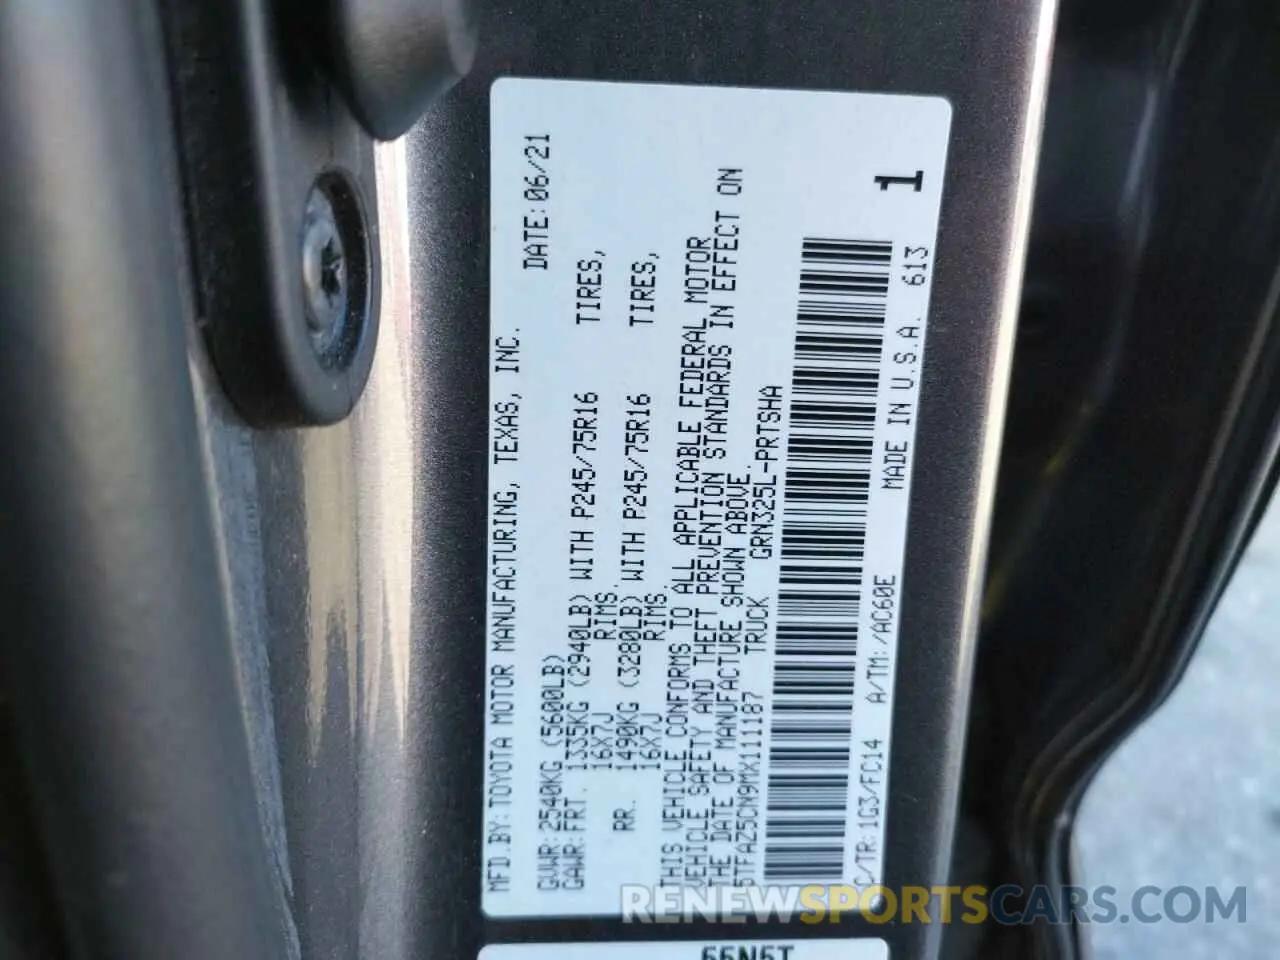 MFD.BY:TOYOTA MOTOR MANUFACTURING, TEXAS, INC.
DATE:06/21
GVWR:2540KG (5600LB)
GAWR:FRT. 1335KG (2940LB) WITH P245/75R16 TIRES,
16X7J RIMS.
RR. 1490KG (3280LB) WITH P245/75R16 TIRES,
16X7J RIMS.
THIS VEHICLE CONFORMS TO ALL APPLICABLE FEDERAL MOTOR
VEHICLE SAFETY AND THEFT PREVENTION STANDARDS IN EFFECT ON
THE DATE OF MANUFACTURE SHOWN ABOVE.
5TFAZ5CN9MX111187 TRUCK GRN325L-PRTSHA
1
C/TR:1G3/FC14 A/TM:/AC60E MADE IN U.S.A. 613
RENEWSPORTSCARS.COM